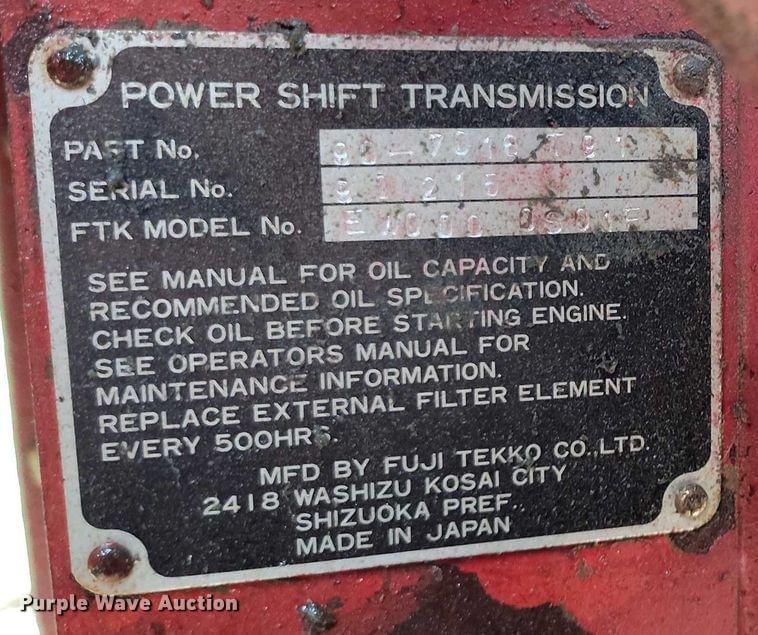 POWER SHIFT TRANSMISSION
PART No.
SERIAL No.
FTK MODEL No.
SEE MANUAL FOR OIL CAPACITY AND
RECOMMENDED OIL SPECIFICATION.
CHECK OIL BEFORE STARTING ENGINE.
SEE OPERATORS MANUAL FOR
MAINTENANCE INFORMATION.
REPLACE EXTERNAL FILTER ELEMENT
EVERY 500HRS.
MFD BY FUJI TEKKO CO.,LTD.
2418 WASHIZU KOSAI CITY
SHIZUOKA PREF.
MADE IN JAPAN
Purple Wave Auction